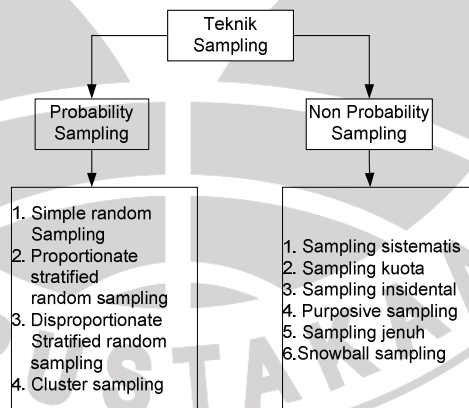 Teknik
Sampling
Probability
Sampling
Non Probability
Sampling
1. Simple random
Sampling
2. Proportionate
stratified
random sampling
3. Disproportionate
Stratified random
sampling
4. Cluster sampling
1. Sampling sistematis
2. Sampling kuota
3. Sampling insidental
4. Purposive sampling
5. Sampling jenuh
6.Snowball sampling
PUSTAKAA